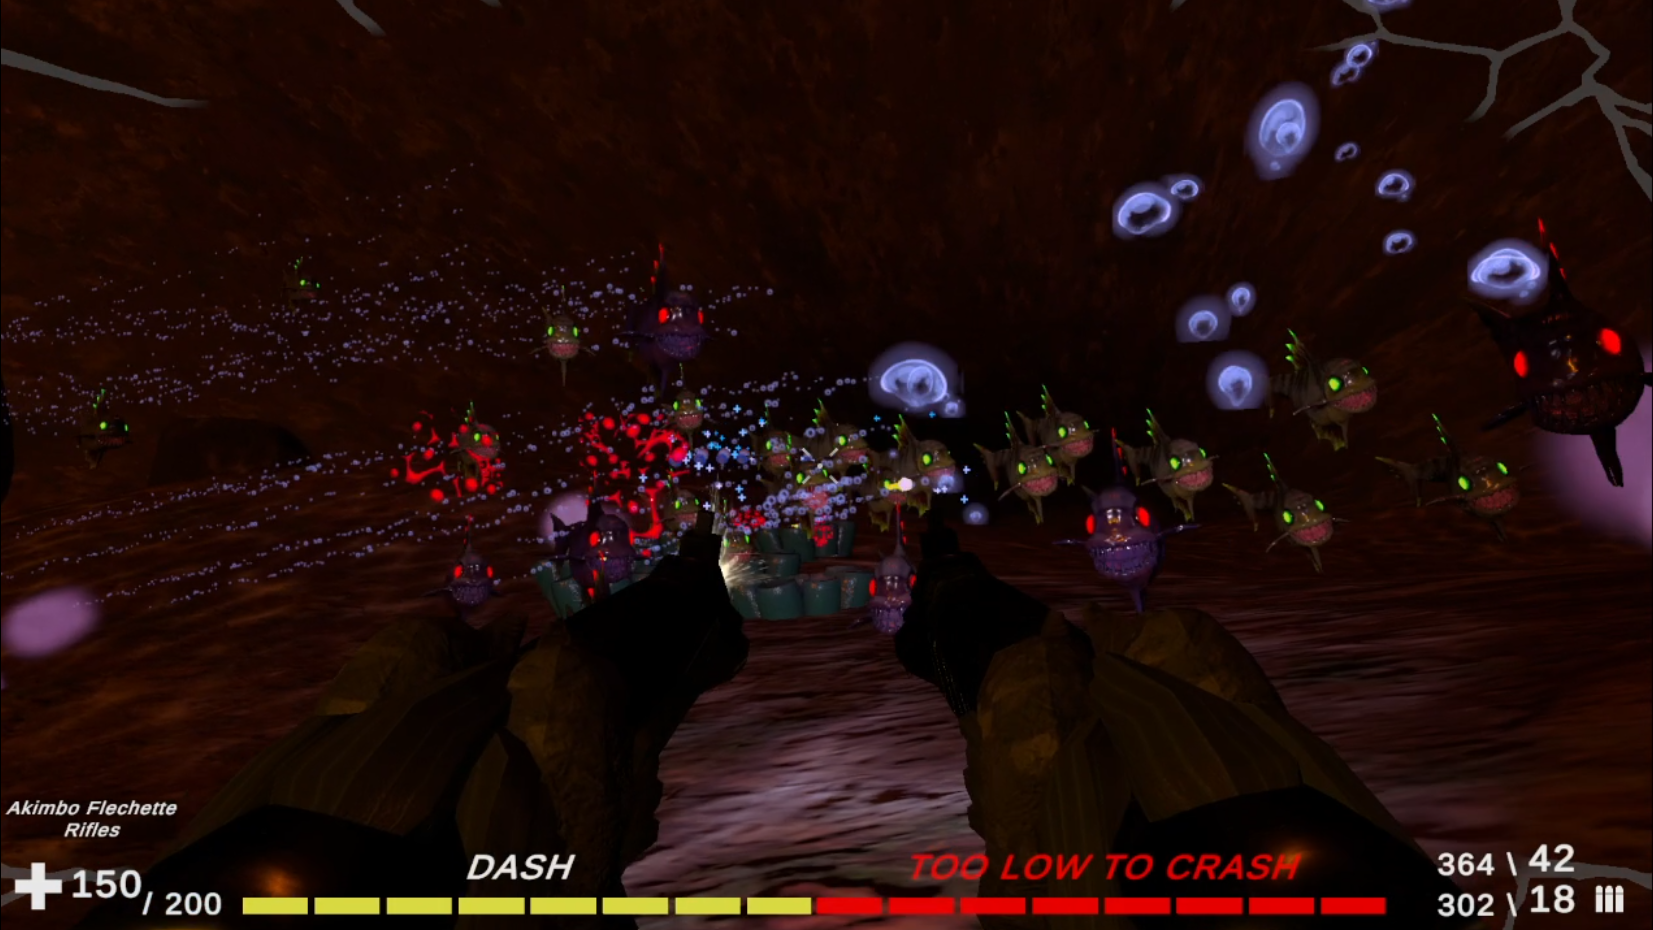 Akimbo Flechette
Rifles
150 / 200
DASH
TOO LOW TO CRASH
364 \ 42
302 \ 18